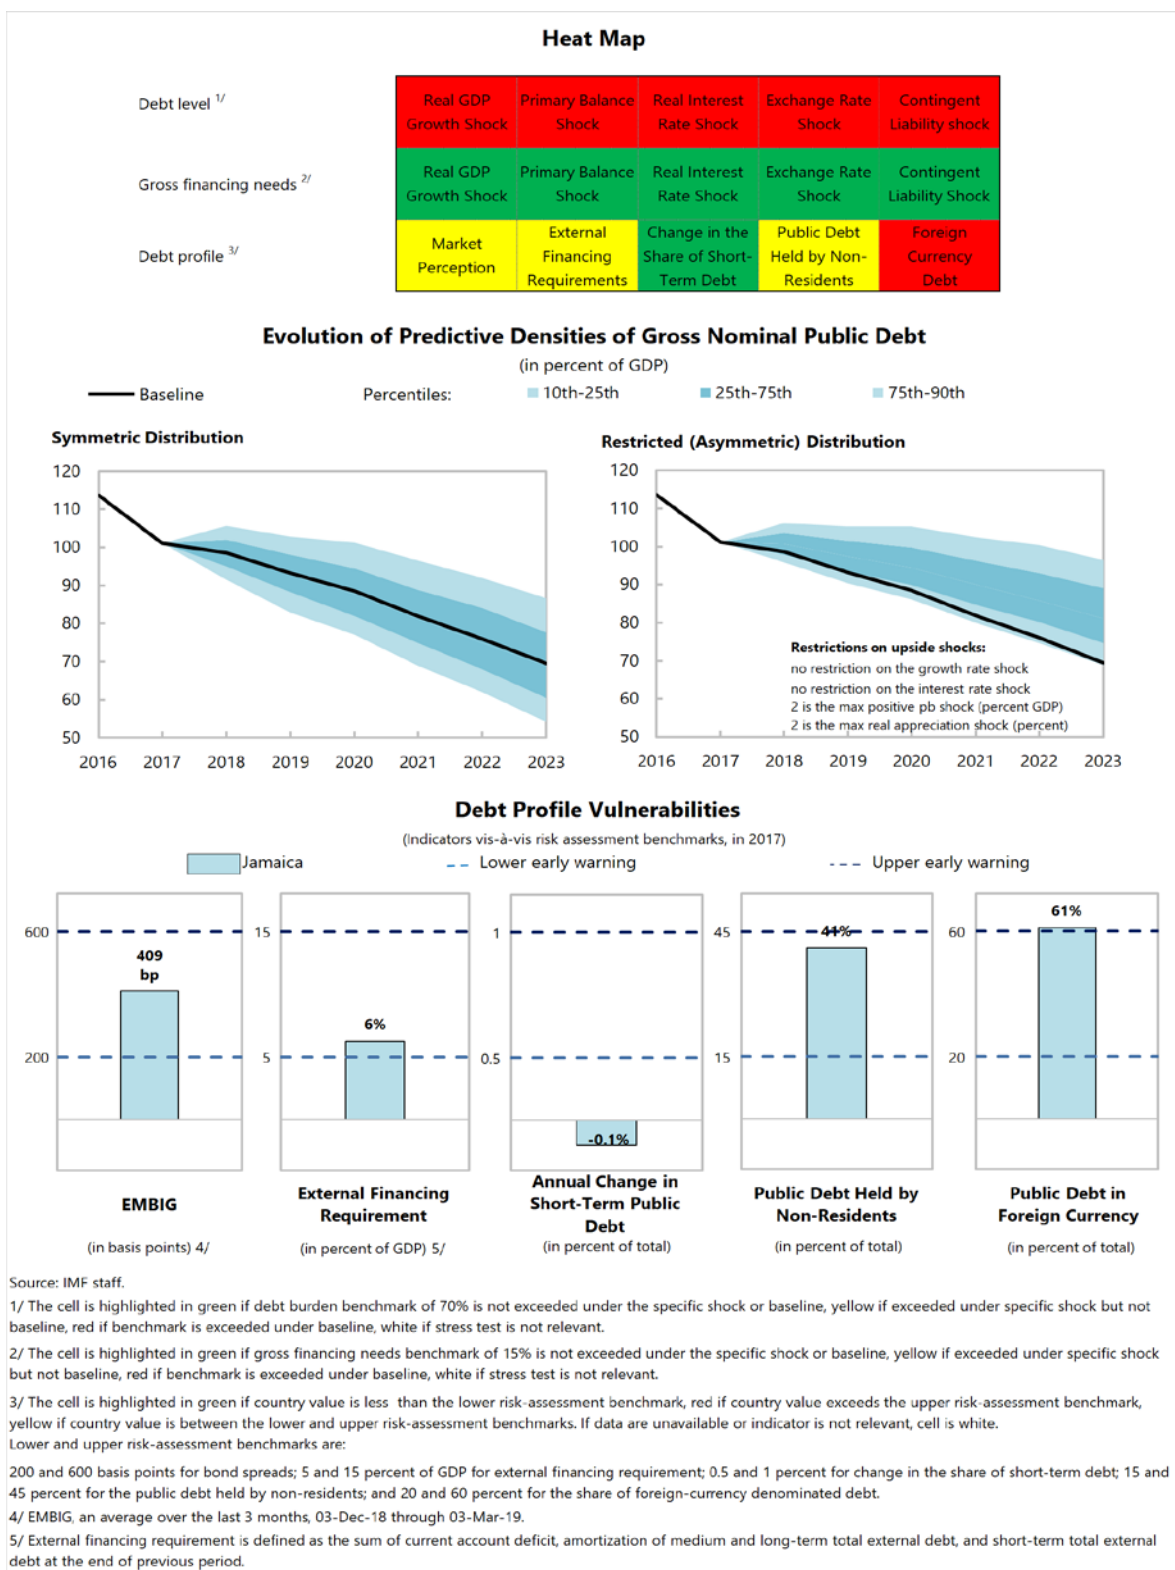 Heat Map
Debt level 1/
Real GDP Growth Shock
Primary Balance Shock
Real Interest Rate Shock
Exchange Rate Shock
Contingent Liability shock
Gross financing needs 2/
Real GDP Growth Shock
Primary Balance Shock
Real Interest Rate Shock
Exchange Rate Shock
Contingent Liability Shock
Debt profile 3/
Market Perception
External Financing Requirements
Change in the Share of Short-Term Debt
Public Debt Held by Non-Residents
Foreign Currency Debt
Evolution of Predictive Densities of Gross Nominal Public Debt
(in percent of GDP)
Baseline Percentiles: 10th-25th 25th-75th 75th-90th
Symmetric Distribution
120
110
100
90
80
70
60
50
2016 2017 2018 2019 2020 2021 2022 2023
Restricted (Asymmetric) Distribution
120
110
100
90
80
70
60
50
Restrictions on upside shocks:
no restriction on the growth rate shock
no restriction on the interest rate shock
2 is the max positive pb shock (percent GDP)
2 is the max real appreciation shock (percent)
2016 2017 2018 2019 2020 2021 2022 2023
Debt Profile Vulnerabilities
(Indicators vis-à-vis risk assessment benchmarks, in 2017)
Jamaica Lower early warning Upper early warning
600
409
bp
200
EMBIG
(in basis points) 4/
15
6%
5
External Financing
Requirement
(in percent of GDP) 5/
1
0.5
-0.1%
Annual Change in
Short-Term Public
Debt
(in percent of total)
45
41%
15
Public Debt Held by
Non-Residents
(in percent of total)
61%
60
20
Public Debt in
Foreign Currency
(in percent of total)
Source: IMF staff.
1/ The cell is highlighted in green if debt burden benchmark of 70% is not exceeded under the specific shock or baseline, yellow if exceeded under specific shock but not
baseline, red if benchmark is exceeded under baseline, white if stress test is not relevant.
2/ The cell is highlighted in green if gross financing needs benchmark of 15% is not exceeded under the specific shock or baseline, yellow if exceeded under specific shock
but not baseline, red if benchmark is exceeded under baseline, white if stress test is not relevant.
3/ The cell is highlighted in green if country value is less than the lower risk-assessment benchmark, red if country value exceeds the upper risk-assessment benchmark,
yellow if country value is between the lower and upper risk-assessment benchmarks. If data are unavailable or indicator is not relevant, cell is white.
Lower and upper risk-assessment benchmarks are:
200 and 600 basis points for bond spreads; 5 and 15 percent of GDP for external financing requirement; 0.5 and 1 percent for change in the share of short-term debt; 15 and
45 percent for the public debt held by non-residents; and 20 and 60 percent for the share of foreign-currency denominated debt.
4/ EMBIG, an average over the last 3 months, 03-Dec-18 through 03-Mar-19.
5/ External financing requirement is defined as the sum of current account deficit, amortization of medium and long-term total external debt, and short-term total external
debt at the end of previous period.